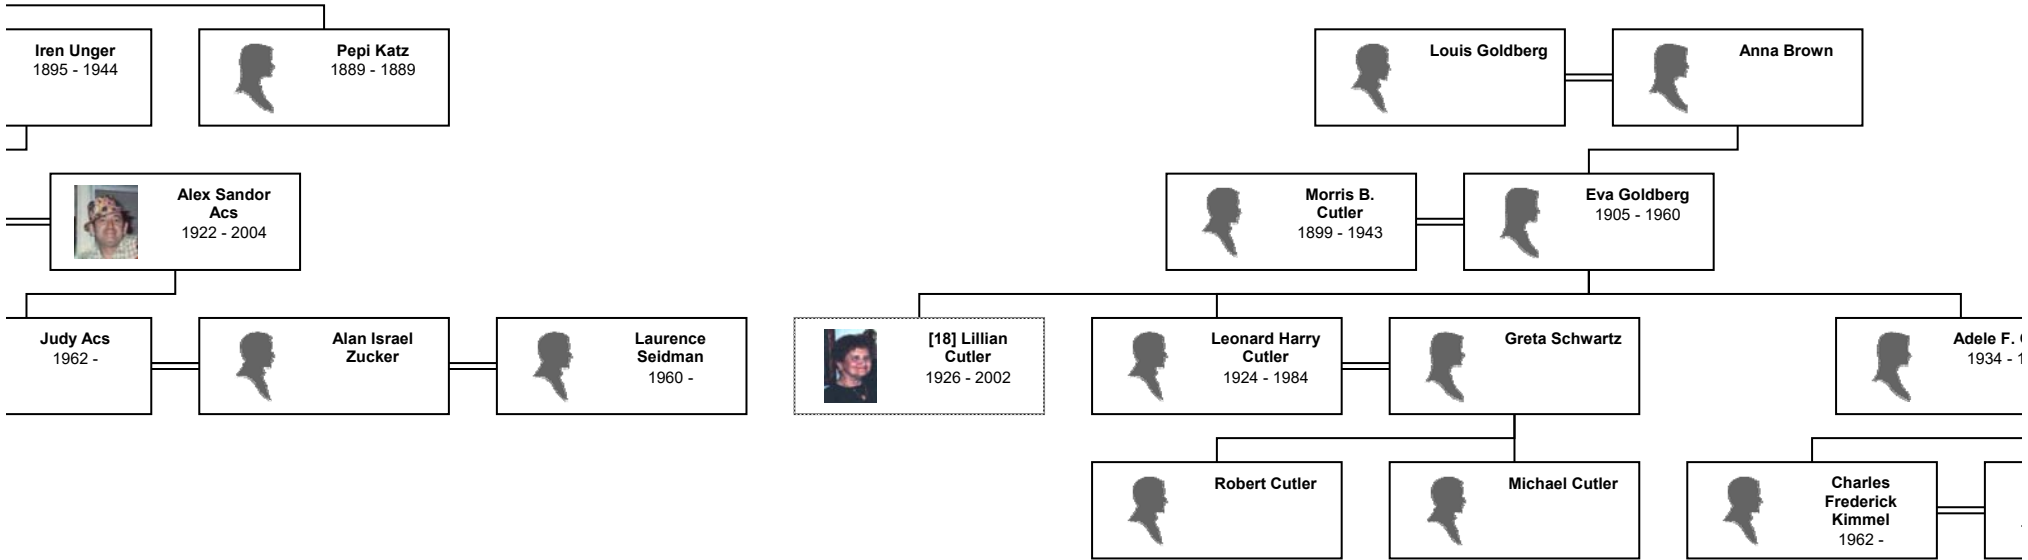 Iren Unger
1895 - 1944
Pepi Katz
1889 - 1889
Louis Goldberg
Anna Brown
Alex Sandor
Acs
1922 - 2004
Morris B.
Cutler
1899 - 1943
Eva Goldberg
1905 - 1960
Judy Acs
1962 -
Alan Israel
Zucker
Laurence
Seidman
1960 -
[18] Lillian
Cutler
1926 - 2002
Leonard Harry
Cutler
1924 - 1984
Greta Schwartz
Adele F.
1934 -
Robert Cutler
Michael Cutler
Charles
Frederick
Kimmel
1962 -